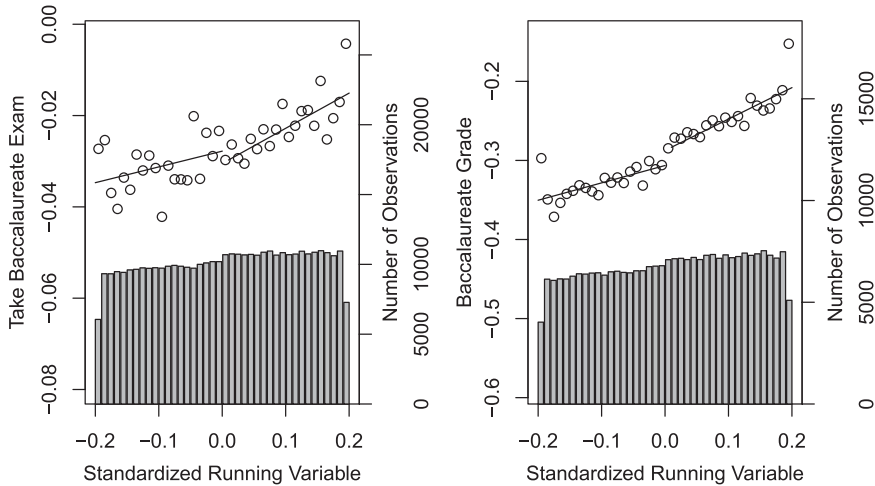 Take Baccalaureate Exam
0.00
−0.02
−0.04
−0.06
−0.08
20000
10000
5000
0
Number of Observations
−0.2 −0.1 0.0 0.1 0.2
Standardized Running Variable
Baccalaureate Grade
−0.2
−0.3
−0.4
−0.5
−0.6
15000
10000
5000
0
Number of Observations
−0.2 −0.1 0.0 0.1 0.2
Standardized Running Variable